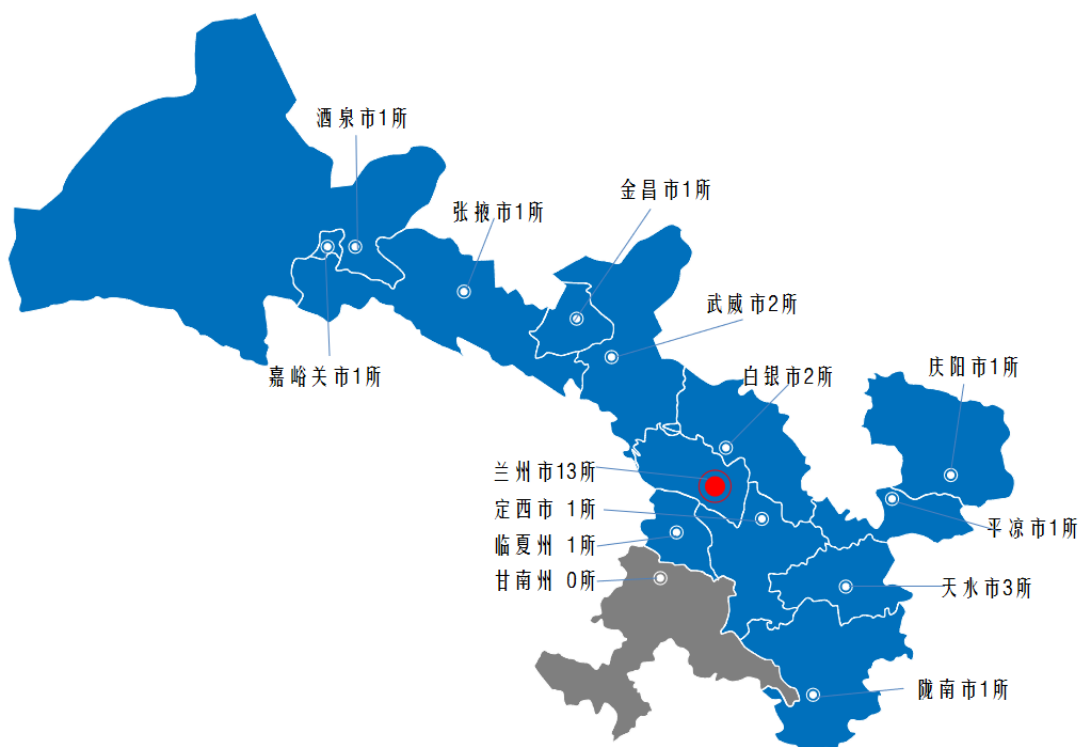 酒泉市1所
金昌市1所
张掖市1所
武威市2所
庆阳市1所
嘉峪关市1所
白银市2所
兰州市13所
定西市 1所
平凉市1所
临夏州 1所
甘南州 0所
天水市3所
陇南市1所